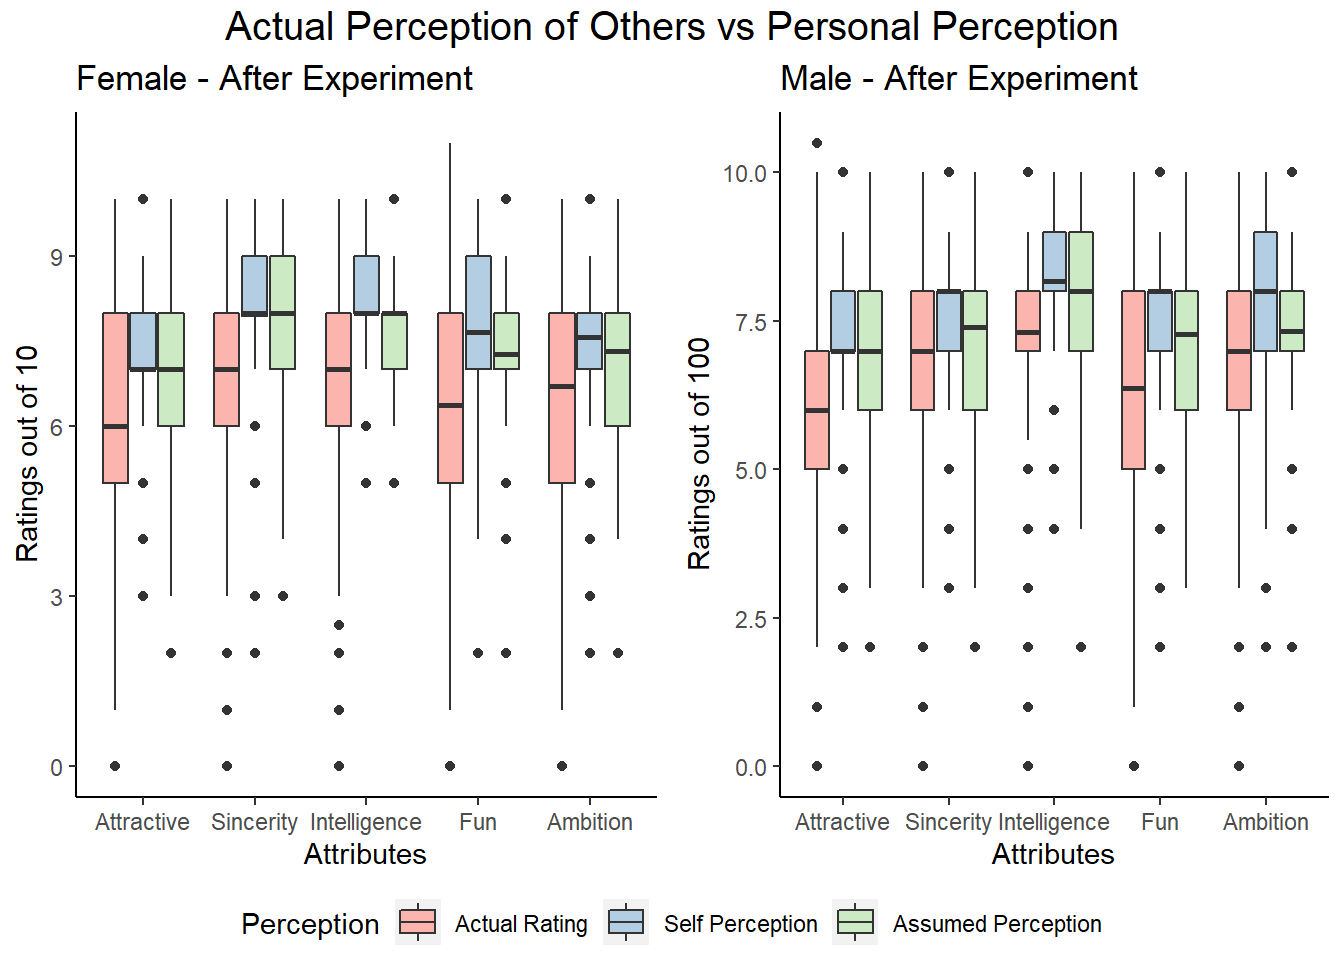 Actual Perception of Others vs Personal Perception
Female - After Experiment
Ratings out of 10
9
6
3
0
Attractive Sincerity Intelligence Fun Ambition
Attributes
Male - After Experiment
Ratings out of 100
10.0
7.5
5.0
2.5
0.0
Attractive Sincerity Intelligence Fun Ambition
Attributes
Perception Actual Rating Self Perception Assumed Perception